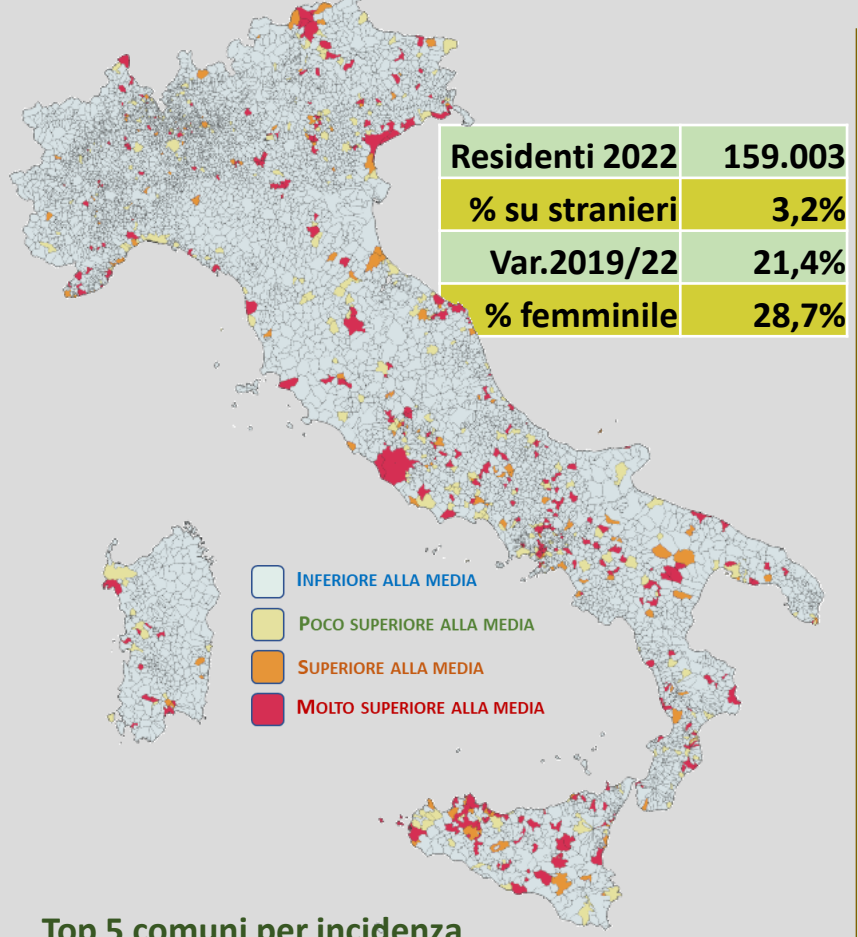 Residenti 2022 159.003
% su stranieri 3,2%
Var.2019/22 21,4%
% femminile 28,7%
INFERIORE ALLA MEDIA
POCO SUPERIORE ALLA MEDIA
SUPERIORE ALLA MEDIA
MOLTO SUPERIORE ALLA MEDIA
Top 5 comuni per incidenza